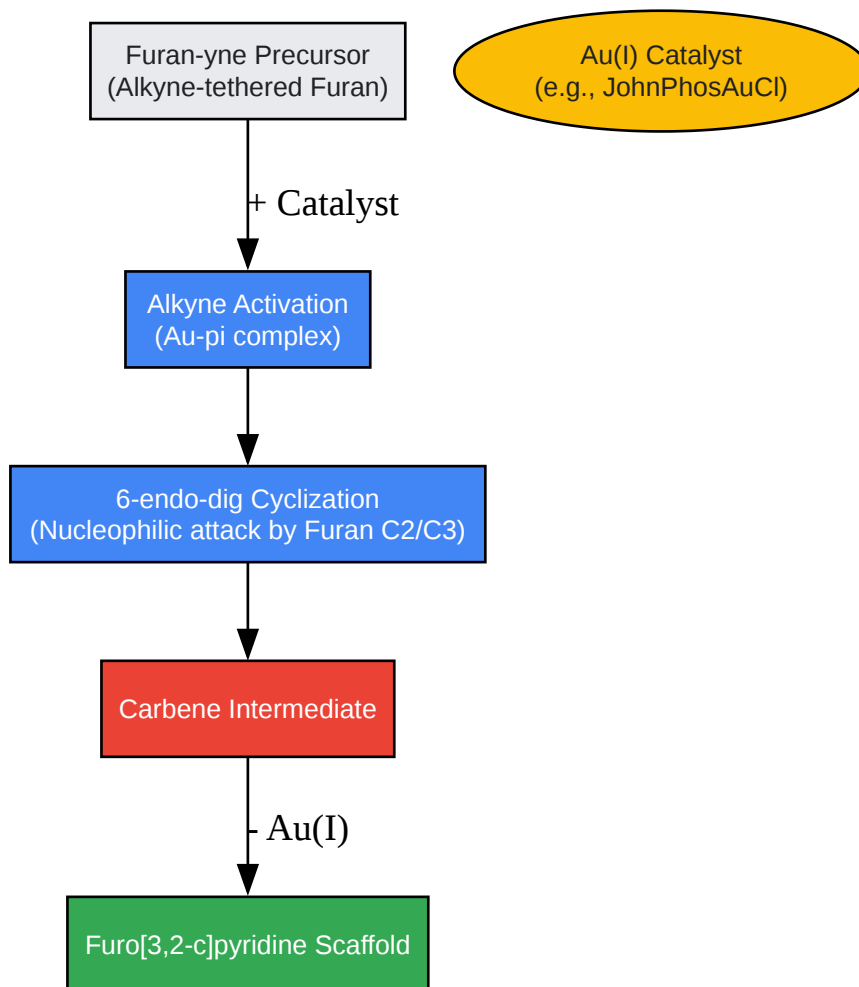 Furan-yne Precursor
(Alkyne-tethered Furan)
Au(I) Catalyst
(e.g., JohnPhosAuCl)
+ Catalyst
Alkyne Activation
(Au-pi complex)
6-endo-dig Cyclization
(Nucleophilic attack by Furan C2/C3)
Carbene Intermediate
- Au(I)
Furo[3,2-c]pyridine Scaffold